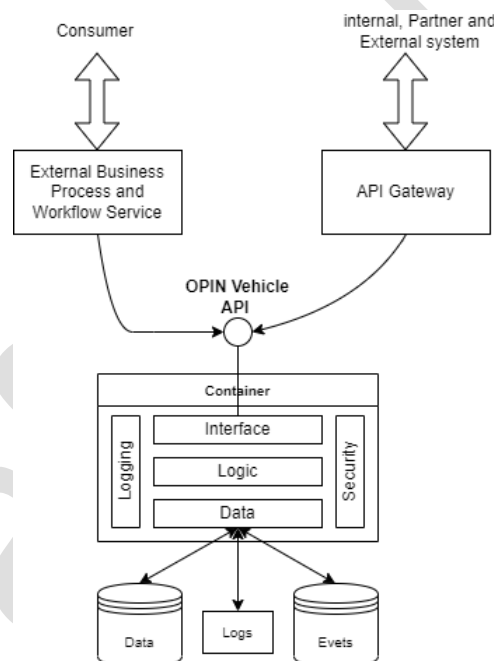 Consumer
internal, Partner and
External system
External Business
Process and
Workflow Service
API Gateway
OPIN Vehicle
API
Container
Logging
Interface
Logic
Data
Security
Data
Logs
Evets